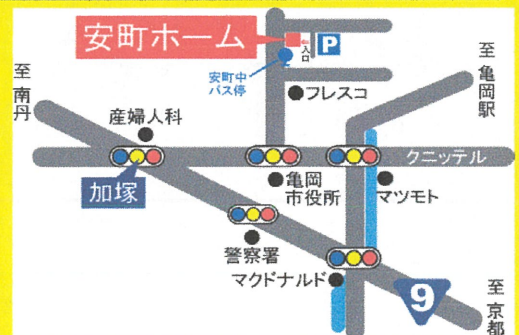 安町ホーム
入口
P
安町中
バス停
フレスコ
至亀岡駅
至南丹
産婦人科
クニッテル
加塚
亀岡
市役所
マツモト
警察署
マクドナルド
9
至京都